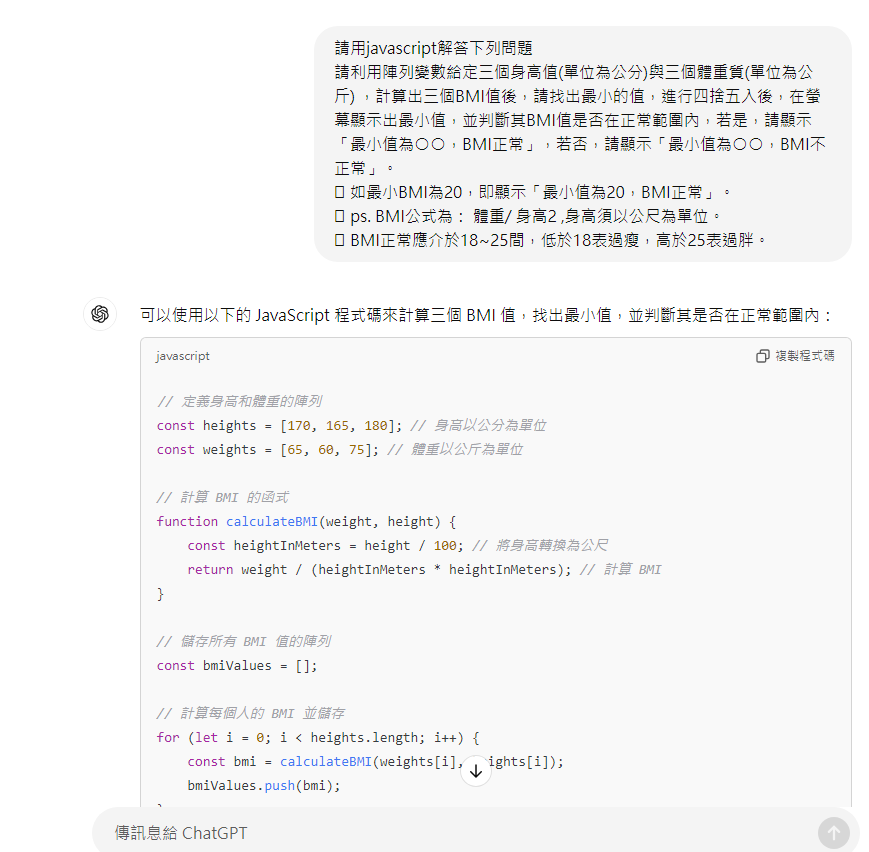 請用javascript解答下列問題
請利用陣列變數給定三個身高值(單位為公分)與三個體重質(單位為公
斤) ，計算出三個BMI值後，請找出最小的值，進行四捨五入後，在螢
幕顯示出最小值，並判斷其BMI值是否在正常範圍內，若是，請顯示
「最小值為〇〇，BMI正常」，若否，請顯示「最小值為〇〇，BMI不
正常」。
▯ 如最小BMI為20，即顯示「最小值為20，BMI正常」。
▯ ps. BMI公式為： 體重/ 身高2 ,身高須以公尺為單位。
▯ BMI正常應介於18~25間，低於18表過瘦，高於25表過胖。
可以使用以下的 JavaScript 程式碼來計算三個 BMI 值，找出最小值，並判斷其是否在正常範圍內：
javascript
複製程式碼
// 定義身高和體重的陣列
const heights = [170, 165, 180]; // 身高以公分為單位
const weights = [65, 60, 75]; // 體重以公斤為單位
// 計算 BMI 的函式
function calculateBMI(weight, height) {
const heightInMeters = height / 100; // 將身高轉換為公尺
return weight / (heightInMeters * heightInMeters); // 計算 BMI
}
// 儲存所有 BMI 值的陣列
const bmiValues = [];
// 計算每個人的 BMI 並儲存
for (let i = 0; i < heights.length; i++) {
const bmi = calculateBMI(weights[i], ights[i]);
bmiValues.push(bmi);
傳訊息給 ChatGPT